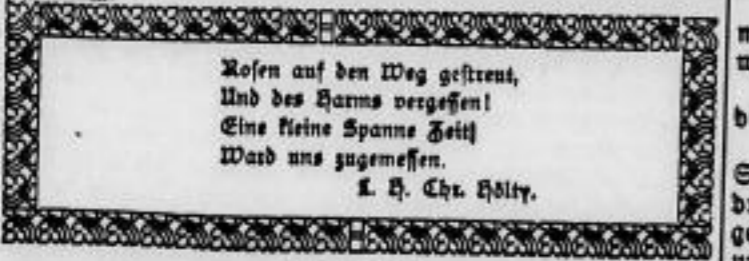 Rosen auf den Weg gestreut,
Und des Harms vergessen!
Eine kleine Spanne Zeit
Ward uns zugemessen.
L. H. Chr. Hölty.